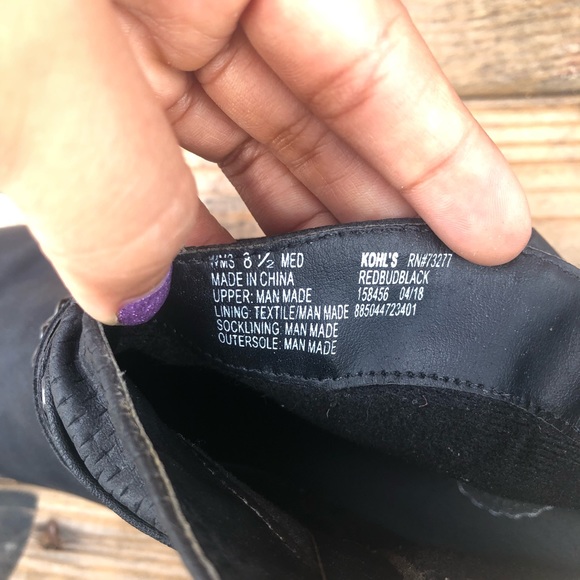 WMS 8 ½ MED
MADE IN CHINA
UPPER: MAN MADE
LINING: TEXTILE/MAN MADE
SOCKLINING: MAN MADE
OUTERSOLE: MAN MADE
KOHL'S RN#73277
REDBUDBLACK
158456 04/18
885044723401